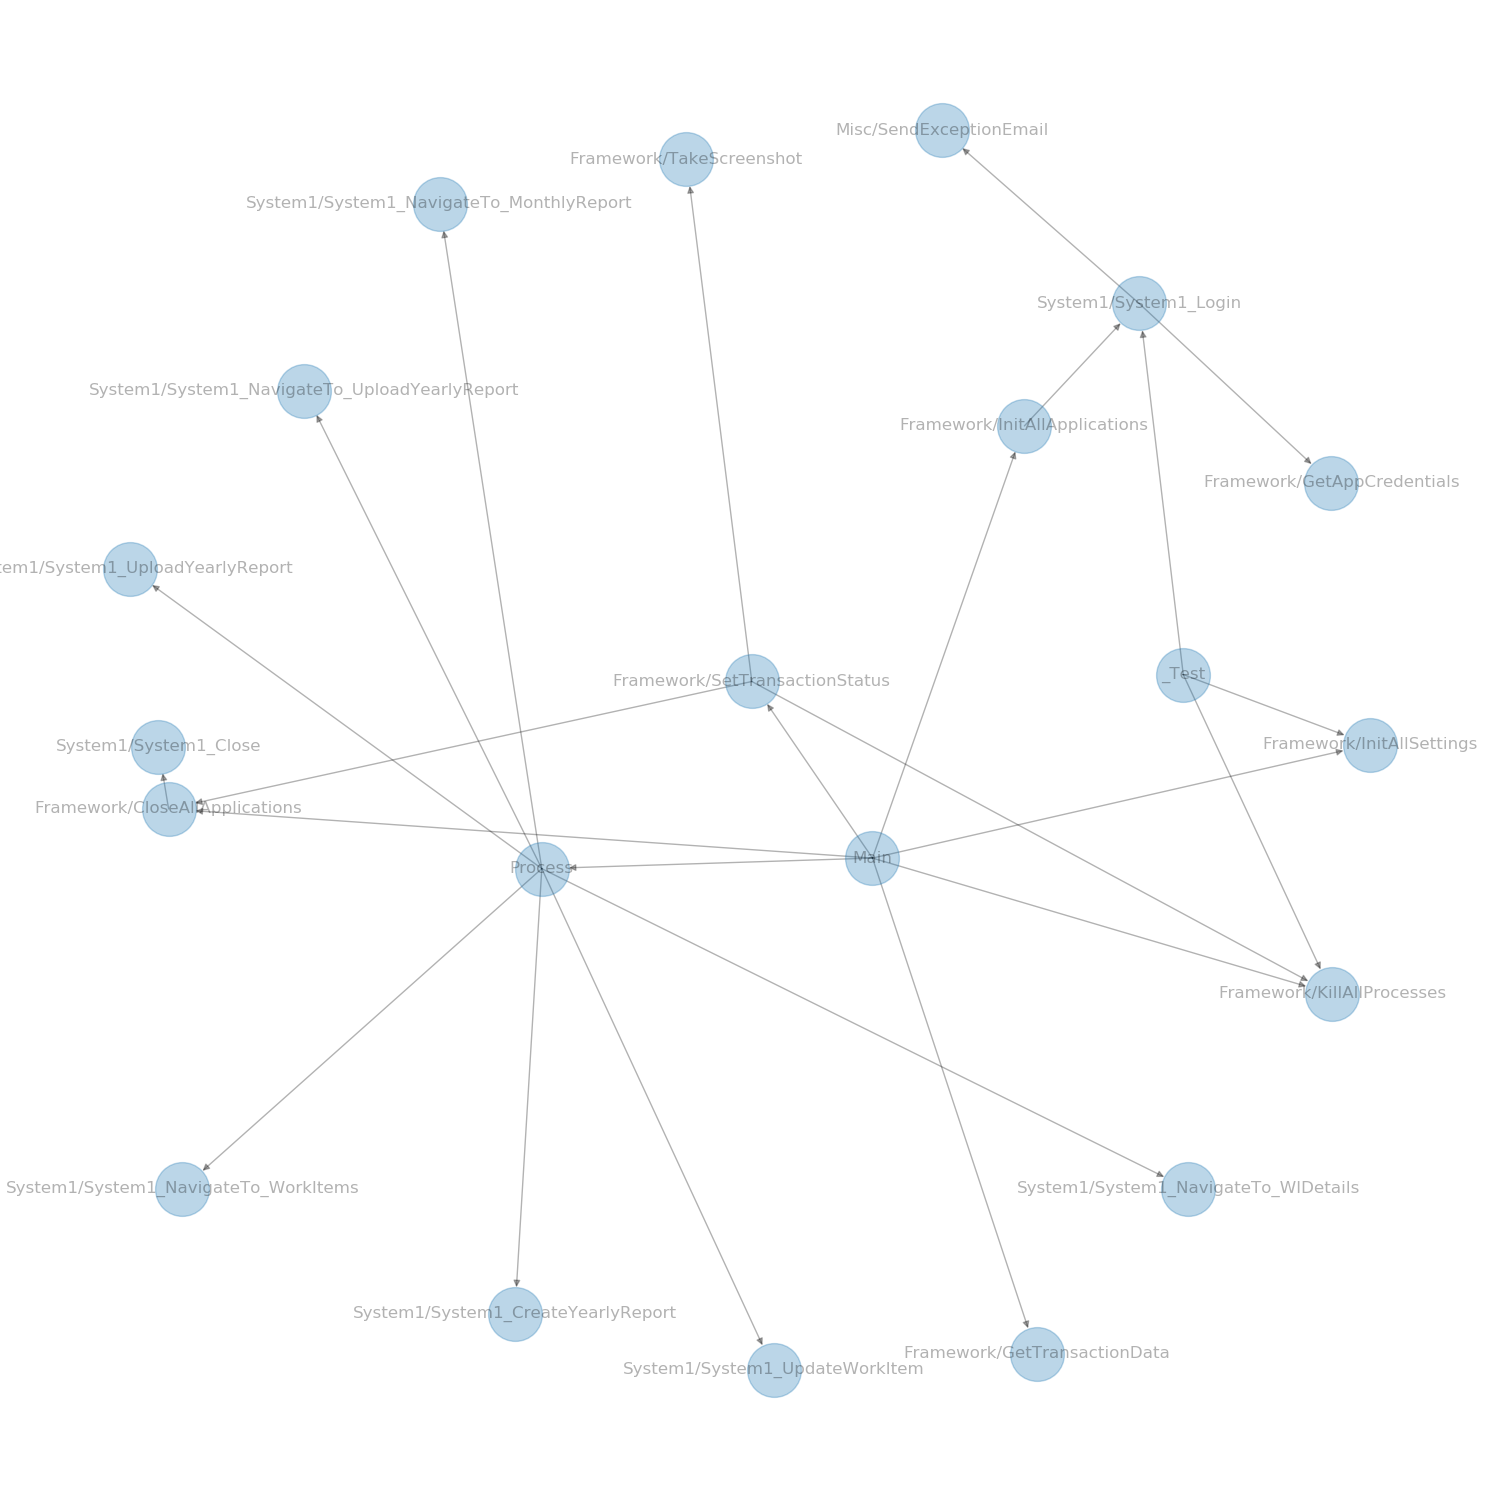 Misc/SendExceptionEmail
Framework/TakeScreenshot
System1/System1_NavigateTo_MonthlyReport
System1/System1_Login
System1/System1_NavigateTo_UploadYearlyReport
Framework/InitAllApplications
Framework/GetAppCredentials
tem1/System1_UploadYearlyReport
_Test
Framework/SetTransactionStatus
System1/System1_Close
Framework/InitAllSettings
Framework/CloseAllApplications
Main
Process
Framework/KillAllProcesses
System1/System1_NavigateTo_WorkItems
System1/System1_NavigateTo_WIDetails
System1/System1_CreateYearlyReport
Framework/GetTransactionData
System1/System1_UpdateWorkItem